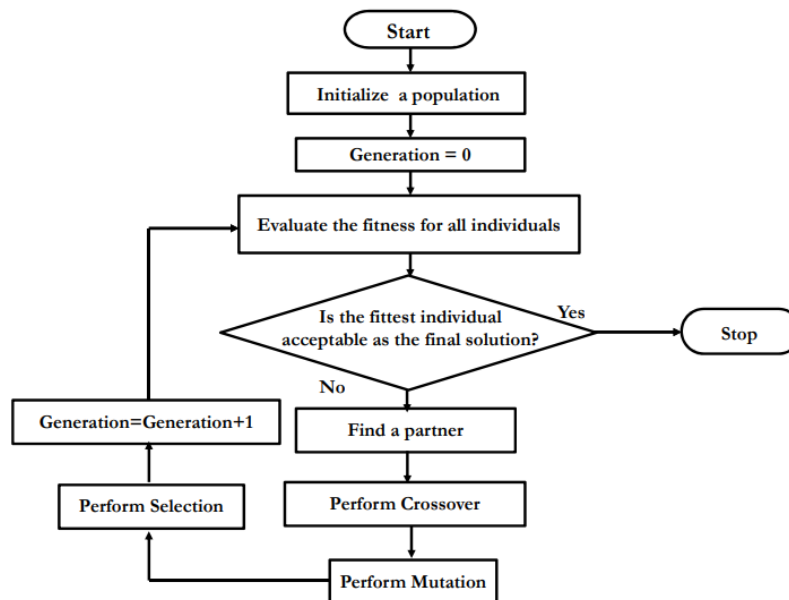 Start
Initialize a population
Generation = 0
Evaluate the fitness for all individuals
Is the fittest individual
acceptable as the final solution?
Yes
Stop
No
Find a partner
Perform Crossover
Perform Mutation
Perform Selection
Generation=Generation+1